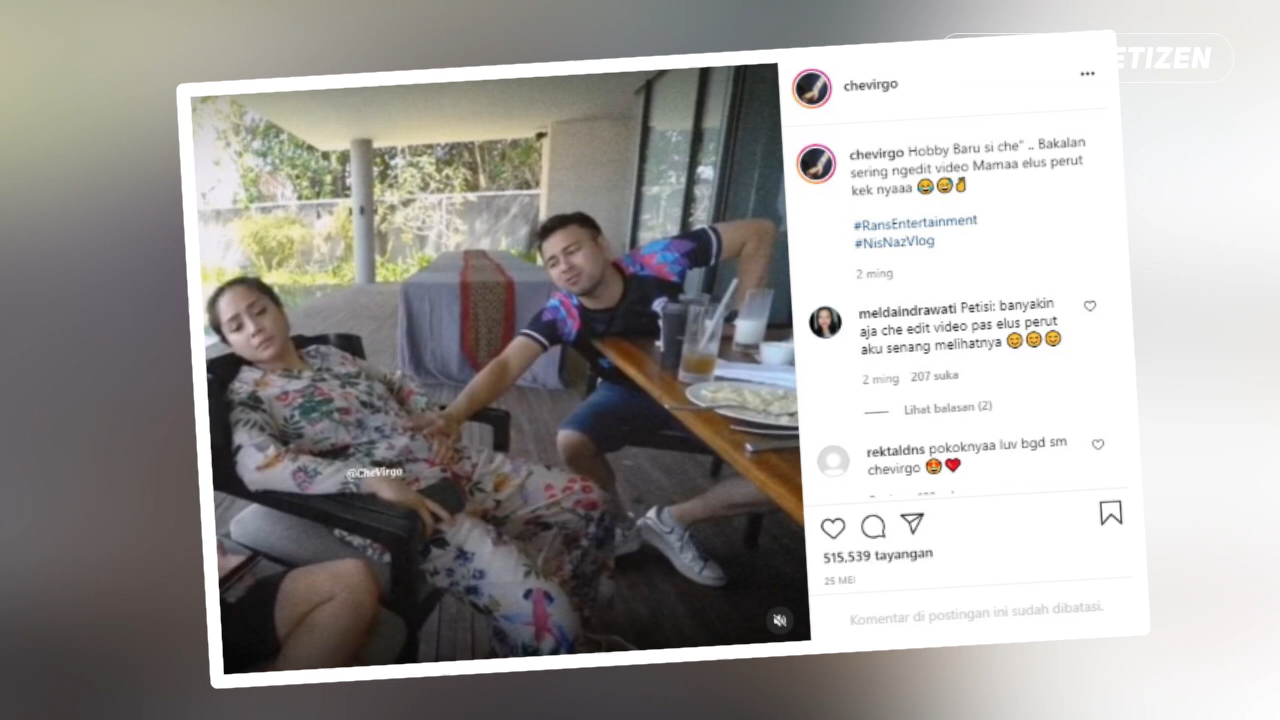 ETIZEN
chevirgo
chevirgo Hobby Baru si che" .. Bakalan
sering ngedit video Mamaa elus perut
kek nyaaa 😂😅✌
#RansEntertainment
#NisNazVlog
2 ming
meldaindrawati Petisi: banyakin
aja che edit video pas elus perut
aku senang melihatnya 😊😊😊
2 ming 207 suka
Lihat balasan (2)
rektaldns pokoknyaa luv bgd sm
chevirgo 🤩❤
@CheVirgo
515,539 tayangan
25 MEI
Komentar di postingan ini sudah dibatasi.